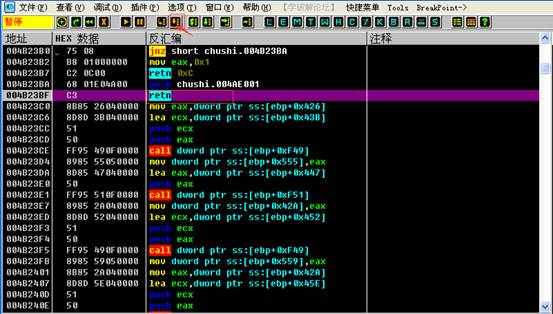 文件(F) 查看(V) 调试(D) 插件(P) 选项(T) 窗口(W) 帮助(H) 【学破解论坛】 快捷菜单 Tools BreakPoint->
暂停 L E M T W H C P K B R ... S
地址 HEX 数据 反汇编 注释
004B23B0 75 08 jnz short chushi.004B23BA
004B23B2 B8 01000000 mov eax,0x1
004B23B7 C2 0C00 retn 0xC
004B23BA 68 01E04A00 push chushi.004AE001
004B23BF C3 retn
004B23C0 8B85 26040000 mov eax,dword ptr ss:[ebp+0x426]
004B23C6 8D8D 3B040000 lea ecx,dword ptr ss:[ebp+0x43B]
004B23CC 51 push ecx
004B23CD 50 push eax
004B23CE FF95 490F0000 call dword ptr ss:[ebp+0xF49]
004B23D4 8985 55050000 mov dword ptr ss:[ebp+0x555],eax
004B23DA 8D85 47040000 lea eax,dword ptr ss:[ebp+0x447]
004B23E0 50 push eax
004B23E1 FF95 510F0000 call dword ptr ss:[ebp+0xF51]
004B23E7 8985 2A040000 mov dword ptr ss:[ebp+0x42A],eax
004B23ED 8D8D 52040000 lea ecx,dword ptr ss:[ebp+0x452]
004B23F3 51 push ecx
004B23F4 50 push eax
004B23F5 FF95 490F0000 call dword ptr ss:[ebp+0xF49]
004B23FB 8985 59050000 mov dword ptr ss:[ebp+0x559],eax
004B2401 8B85 2A040000 mov eax,dword ptr ss:[ebp+0x42A]
004B2407 8D8D 5E040000 lea ecx,dword ptr ss:[ebp+0x45E]
004B240D 51 push ecx
004B240E 50 push eax